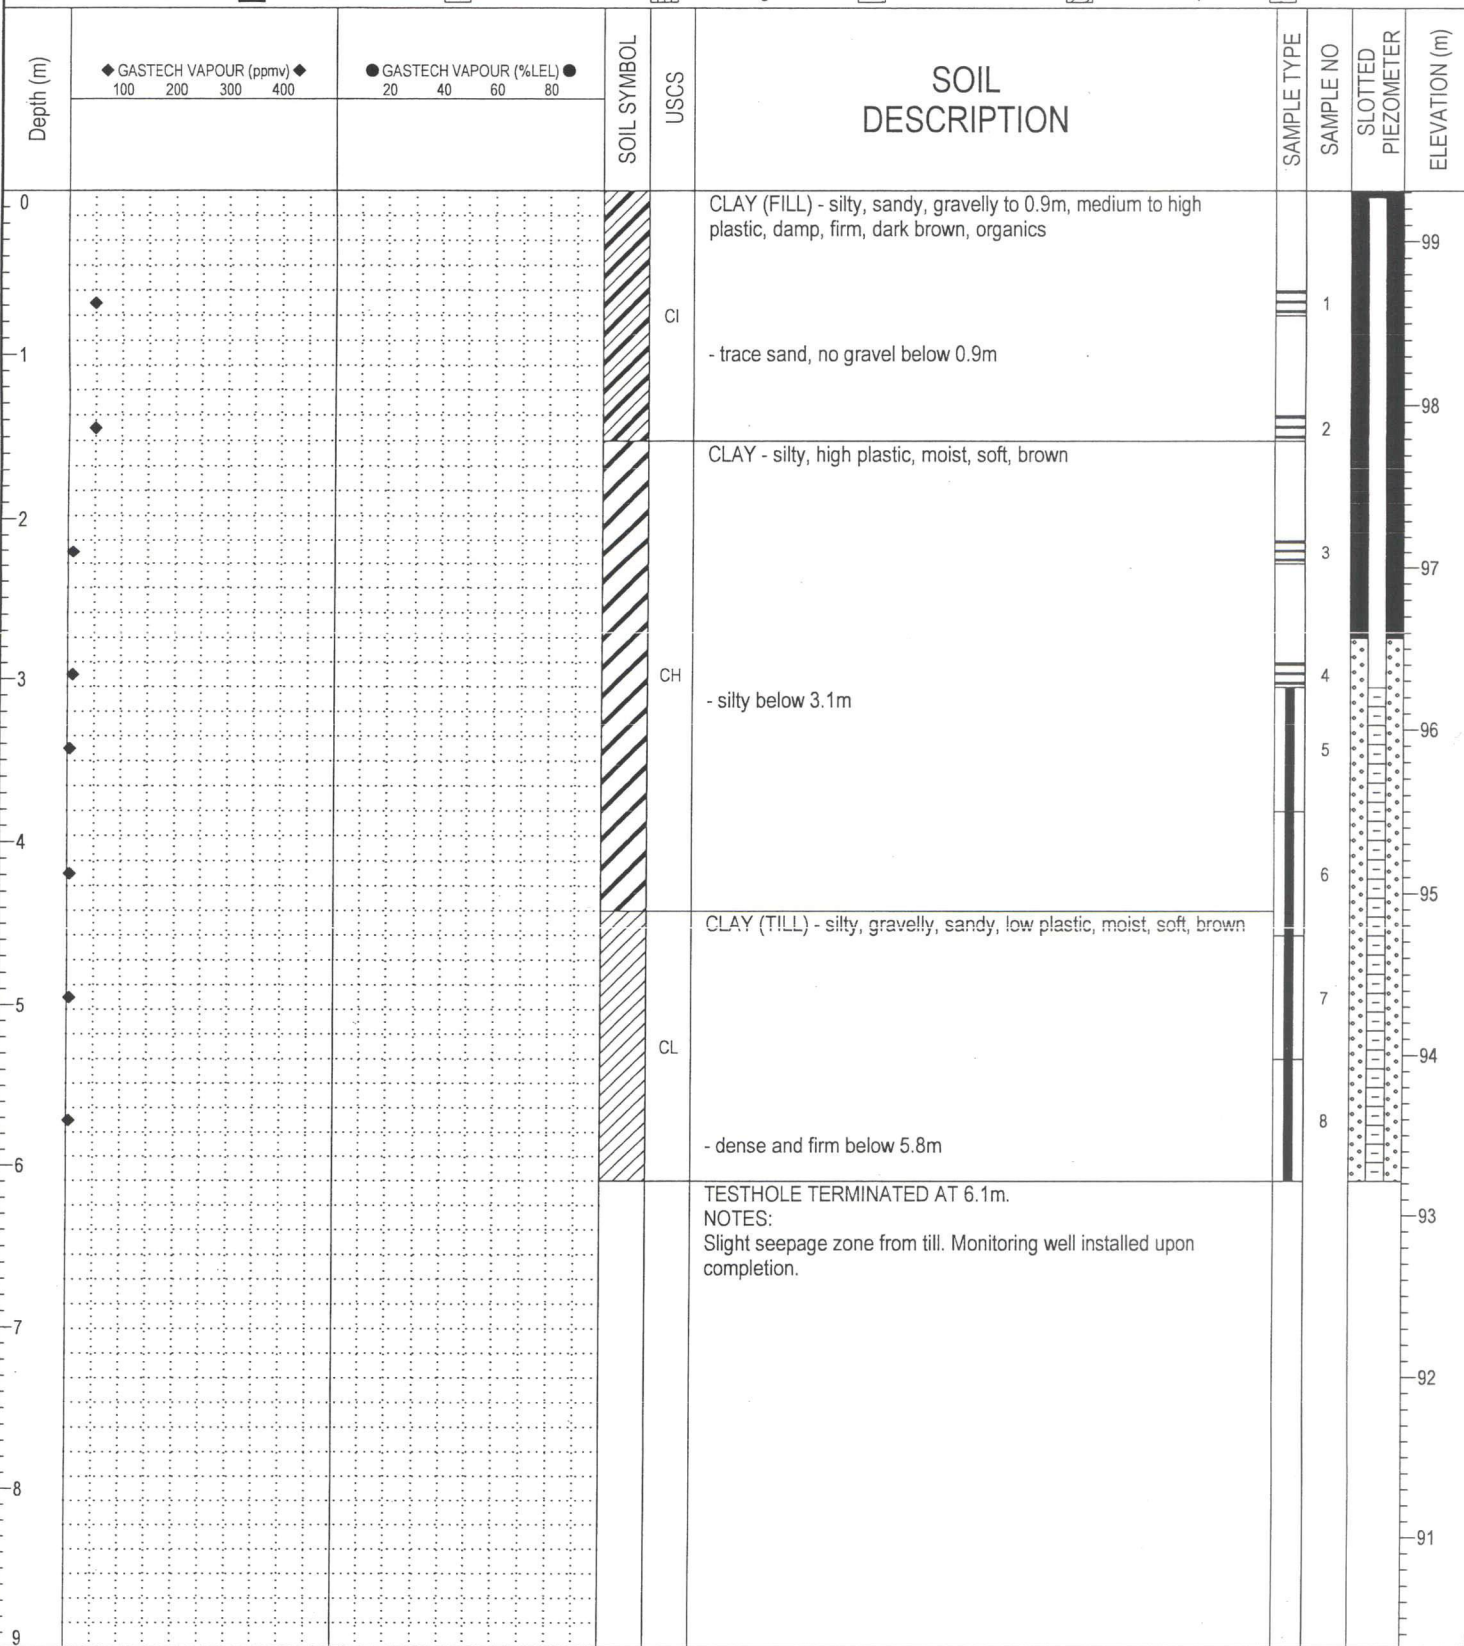 Depth (m)
◆ GASTECH VAPOUR (ppmv) ◆
100 200 300 400
● GASTECH VAPOUR (%LEL) ●
20 40 60 80
SOIL SYMBOL
USCS
SOIL
DESCRIPTION
SAMPLE TYPE
SAMPLE NO
SLOTTED
PIEZOMETER
ELEVATION (m)
0
CLAY (FILL) - silty, sandy, gravelly to 0.9m, medium to high
plastic, damp, firm, dark brown, organics
99
1
CI
1
- trace sand, no gravel below 0.9m
98
2
CLAY - silty, high plastic, moist, soft, brown
2
3
97
3
CH
4
- silty below 3.1m
96
5
4
6
95
CLAY (TILL) - silty, gravelly, sandy, low plastic, moist, soft, brown
5
7
CL
94
8
- dense and firm below 5.8m
6
TESTHOLE TERMINATED AT 6.1m.
93
NOTES:
Slight seepage zone from till. Monitoring well installed upon
completion.
7
92
8
91
9